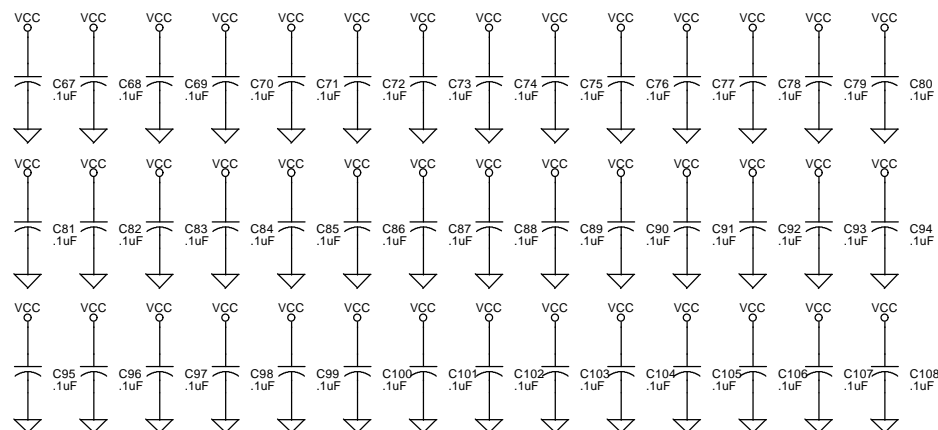 VCC VCC VCC VCC VCC VCC VCC VCC VCC VCC VCC VCC VCC VCC
C67 C68 C69 C70 C71 C72 C73 C74 C75 C76 C77 C78 C79 C80
.1uF .1uF .1uF .1uF .1uF .1uF .1uF .1uF .1uF .1uF .1uF .1uF .1uF .1uF
VCC VCC VCC VCC VCC VCC VCC VCC VCC VCC VCC VCC VCC VCC
C81 C82 C83 C84 C85 C86 C87 C88 C89 C90 C91 C92 C93 C94
.1uF .1uF .1uF .1uF .1uF .1uF .1uF .1uF .1uF .1uF .1uF .1uF .1uF .1uF
VCC VCC VCC VCC VCC VCC VCC VCC VCC VCC VCC VCC VCC VCC
C95 C96 C97 C98 C99 C100 C101 C102 C103 C104 C105 C106 C107 C108
.1uF .1uF .1uF .1uF .1uF .1uF .1uF .1uF .1uF .1uF .1uF .1uF .1uF .1uF